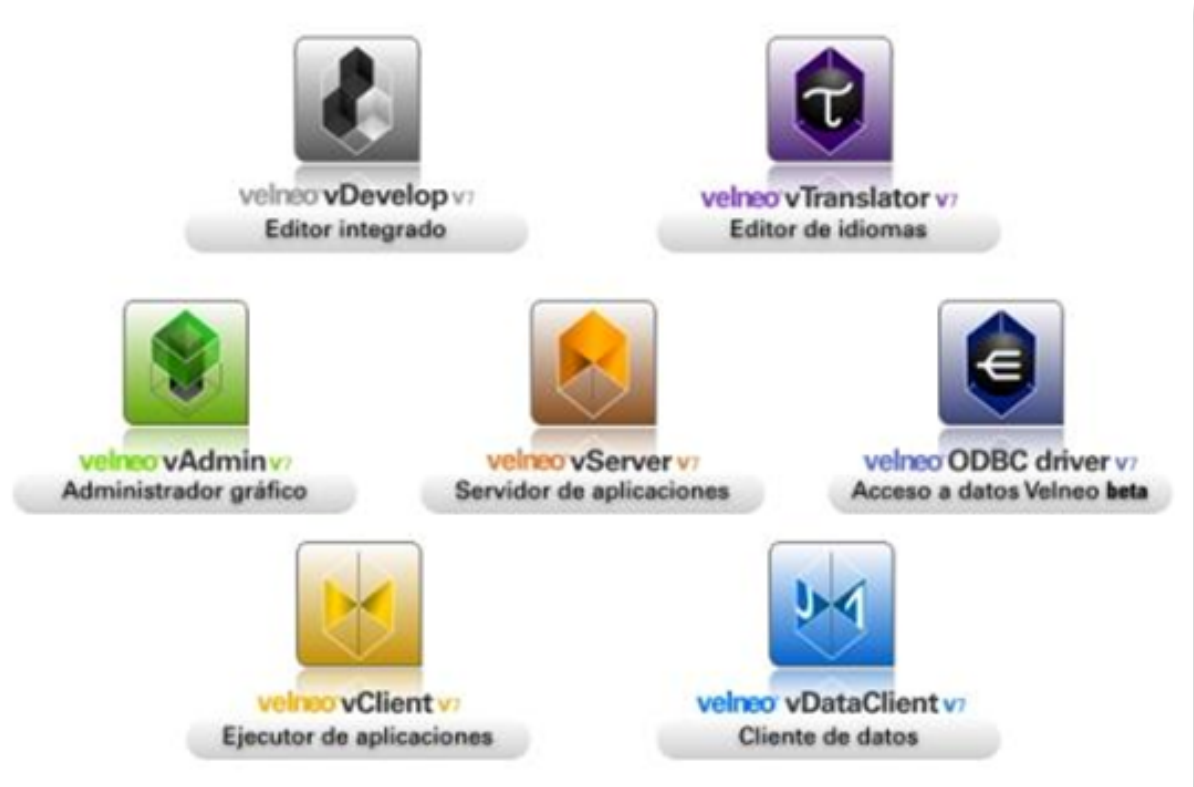 velneo vDevelop v7
Editor integrado
velneo vTranslator v7
Editor de idiomas
velneo vAdmin v7
Administrador gráfico
velneo vServer v7
Servidor de aplicaciones
velneo ODBC driver v7
Acceso a datos Velneo beta
velneo vClient v7
Ejecutor de aplicaciones
velneo vDataClient v7
Cliente de datos